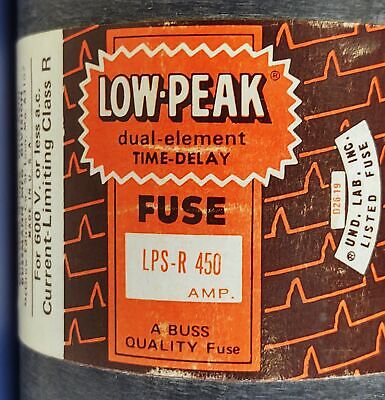 LOW-PEAK®
dual-element
TIME-DELAY
FUSE
LPS-R 450
AMP.
A BUSS
QUALITY Fuse
For 600 V. or less a.c.
Current-Limiting Class R
D2619
® UND. LAB. INC.
LISTED FUSE